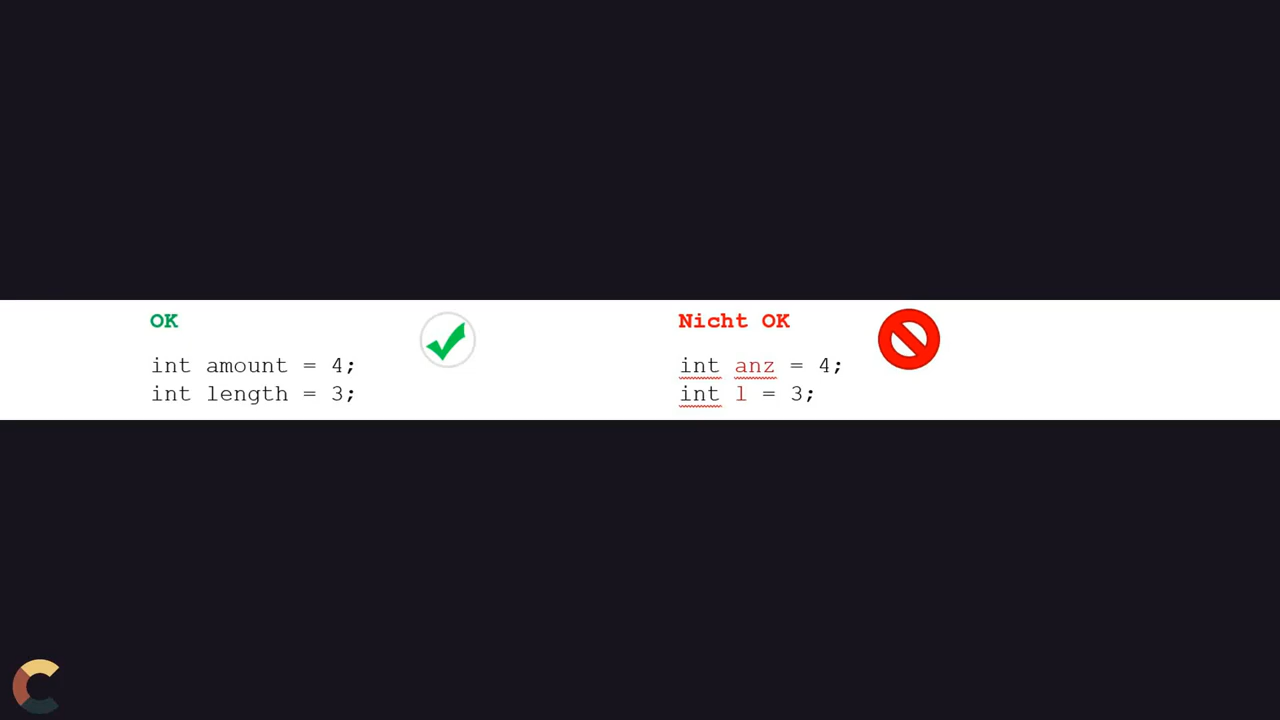 OK
int amount = 4;
int length = 3;
Nicht OK
int anz = 4;
int l = 3;